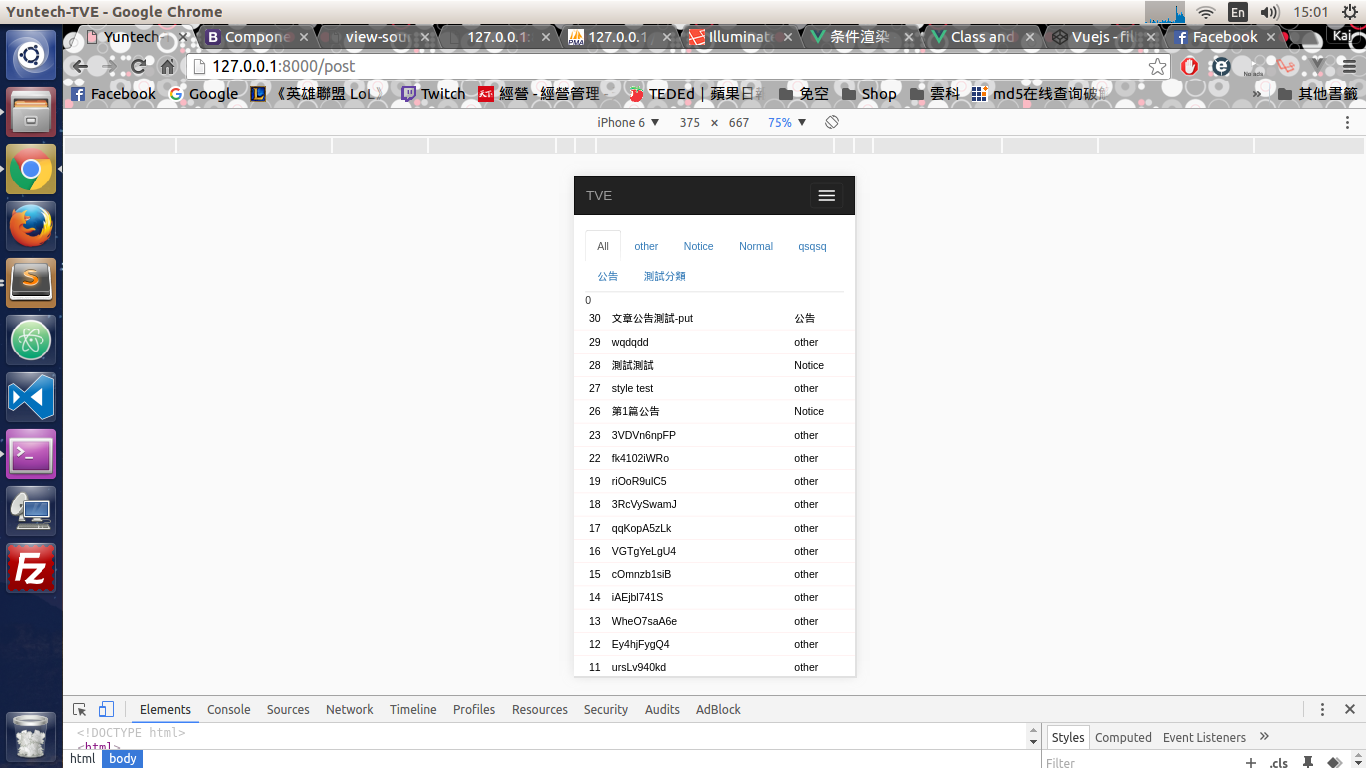 Yuntech-TVE - Google Chrome
En 15:01
Yuntech- Compone view-sou 127.0.0.1: 127.0.0.1 Illuminat 条件渲染 Class and Vuejs - fil Facebook Kai
127.0.0.1:8000/post
Facebook Google 《英雄聯盟 LoL》 Twitch 經營 - 經營管理 TEDEd | 蘋果日 免空 Shop 雲科 md5在线查询破 » 其他書籤
iPhone 6 ▼ 375 × 667 75% ▼
TVE
All other Notice Normal qsqsq
公告 測試分類
0
30 文章公告測試-put 公告
29 wqdqdd other
28 測試測試 Notice
27 style test other
26 第1篇公告 Notice
23 3VDVn6npFP other
22 fk4102iWRo other
19 riOoR9ulC5 other
18 3RcVySwamJ other
17 qqKopA5zLk other
16 VGTgYeLgU4 other
15 cOmnzb1siB other
14 iAEjbl741S other
13 WheO7saA6e other
12 Ey4hjFygQ4 other
11 ursLv940kd other
Elements Console Sources Network Timeline Profiles Resources Security Audits AdBlock
<!DOCTYPE html>
<html>
Styles Computed Event Listeners »
html body
Filter + .cls